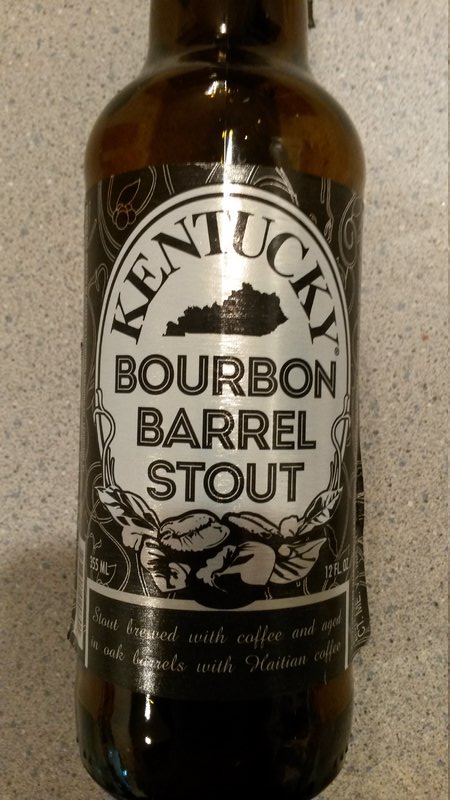 KENTUCKY®
BOURBON
BARREL
STOUT
355 ML
12 FL.OZ.
Stout brewed with coffee and aged
in oak barrels with Haitian coffee